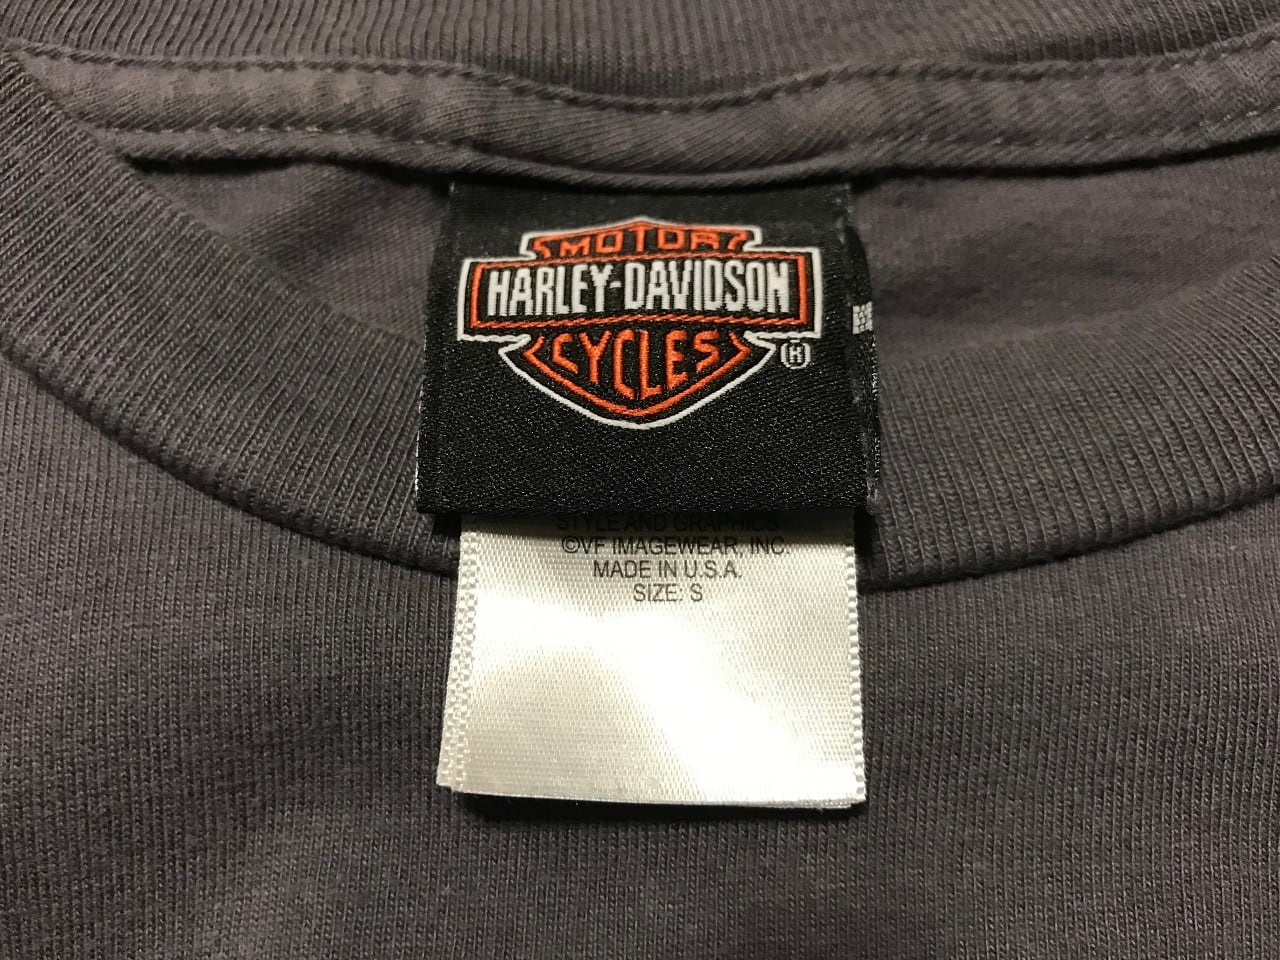 MOTOR
HARLEY-DAVIDSON
CYCLES
®
STYLE AND GRAPHICS
©VF IMAGEWEAR, INC.
MADE IN U.S.A.
SIZE: S